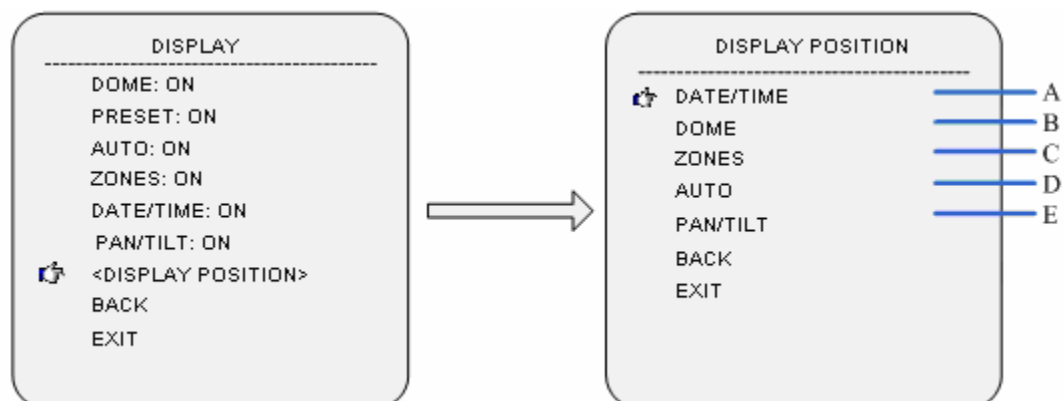 DISPLAY
DOME: ON
PRESET: ON
AUTO: ON
ZONES: ON
DATE/TIME: ON
PAN/TILT: ON
<DISPLAY POSITION>
BACK
EXIT
DISPLAY POSITION
DATE/TIME
DOME
ZONES
AUTO
PAN/TILT
BACK
EXIT
A
B
C
D
E